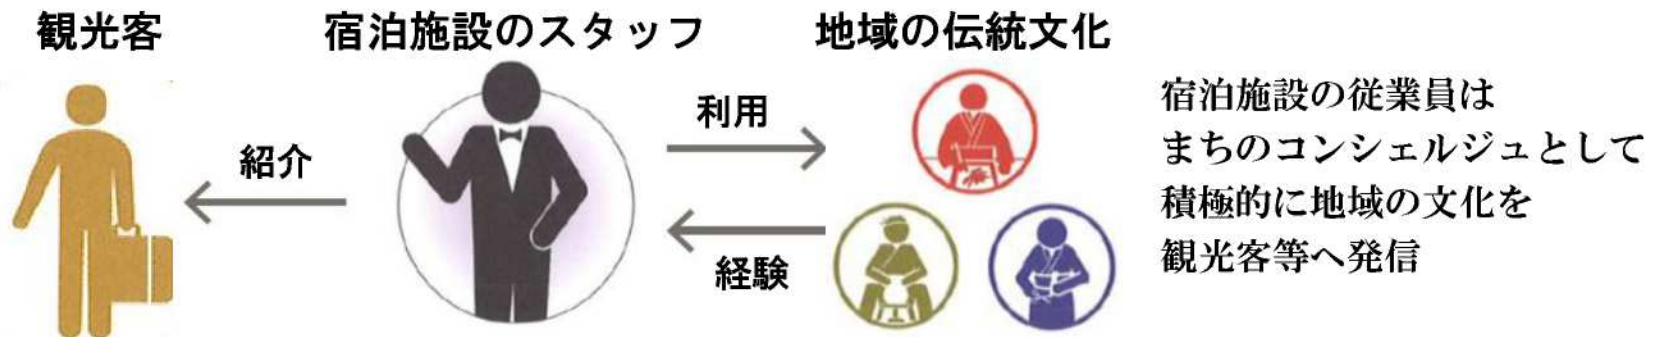 観光客
宿泊施設のスタッフ
地域の伝統文化
紹介
利用
経験
宿泊施設の従業員は
まちのコンシェルジュとして
積極的に地域の文化を
観光客等へ発信